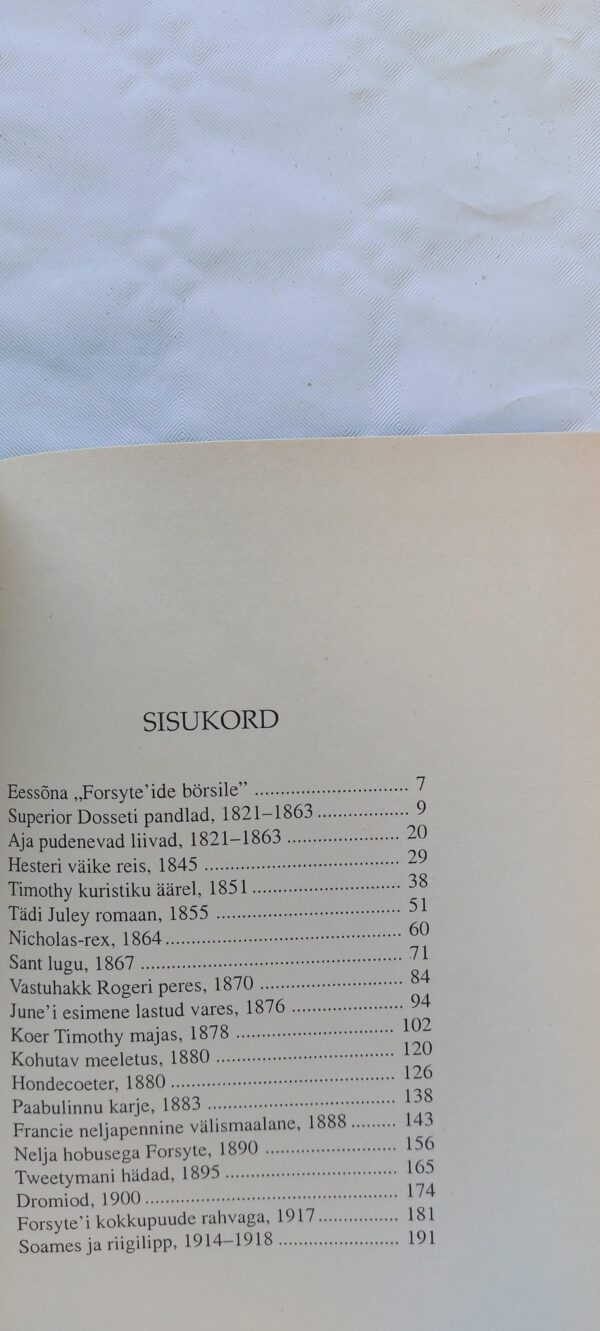 SISUKORD
Eessõna „Forsyte'ide börsile” ............................. 7
Superior Dosseti pandlad, 1821–1863 .................. 9
Aja pudenevad liivad, 1821–1863 ...................... 20
Hesteri väike reis, 1845 ...................................... 29
Timothy kuristiku äärel, 1851 ............................. 38
Tädi Juley romaan, 1855 ................................... 51
Nicholas-rex, 1864 ............................................. 60
Sant lugu, 1867 .................................................. 71
Vastuhakk Rogeri peres, 1870 ........................... 84
June'i esimene lastud vares, 1876 ...................... 94
Koer Timothy majas, 1878 ............................... 102
Kohutav meeletus, 1880 .................................. 120
Hondecoeter, 1880 ........................................... 126
Paabulinnu karje, 1883 .................................... 138
Francie neljapennine välismaalane, 1888 ......... 143
Nelja hobusega Forsyte, 1890 .......................... 156
Tweetymani hädad, 1895 ................................. 165
Dromiod, 1900 ................................................ 174
Forsyte'i kokkupuude rahvaga, 1917 ................ 181
Soames ja riigilipp, 1914–1918 ....................... 191